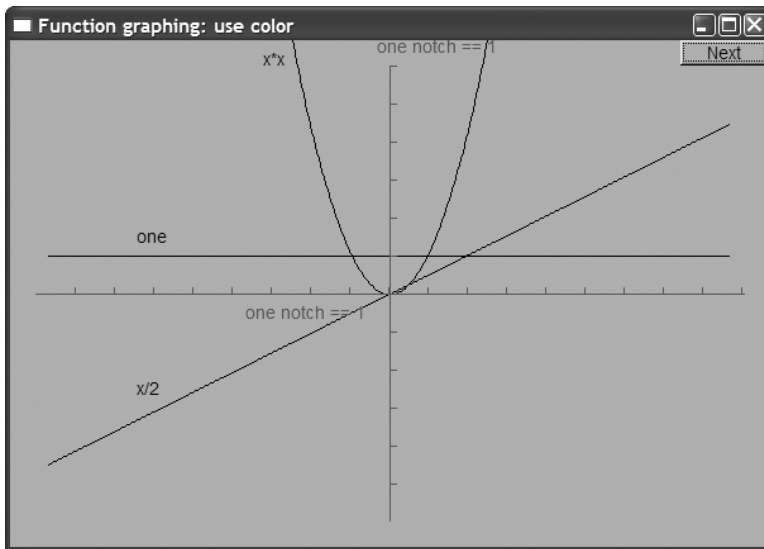 Function graphing: use color
one notch == 1
Next
x*x
one
one notch == 1
x/2